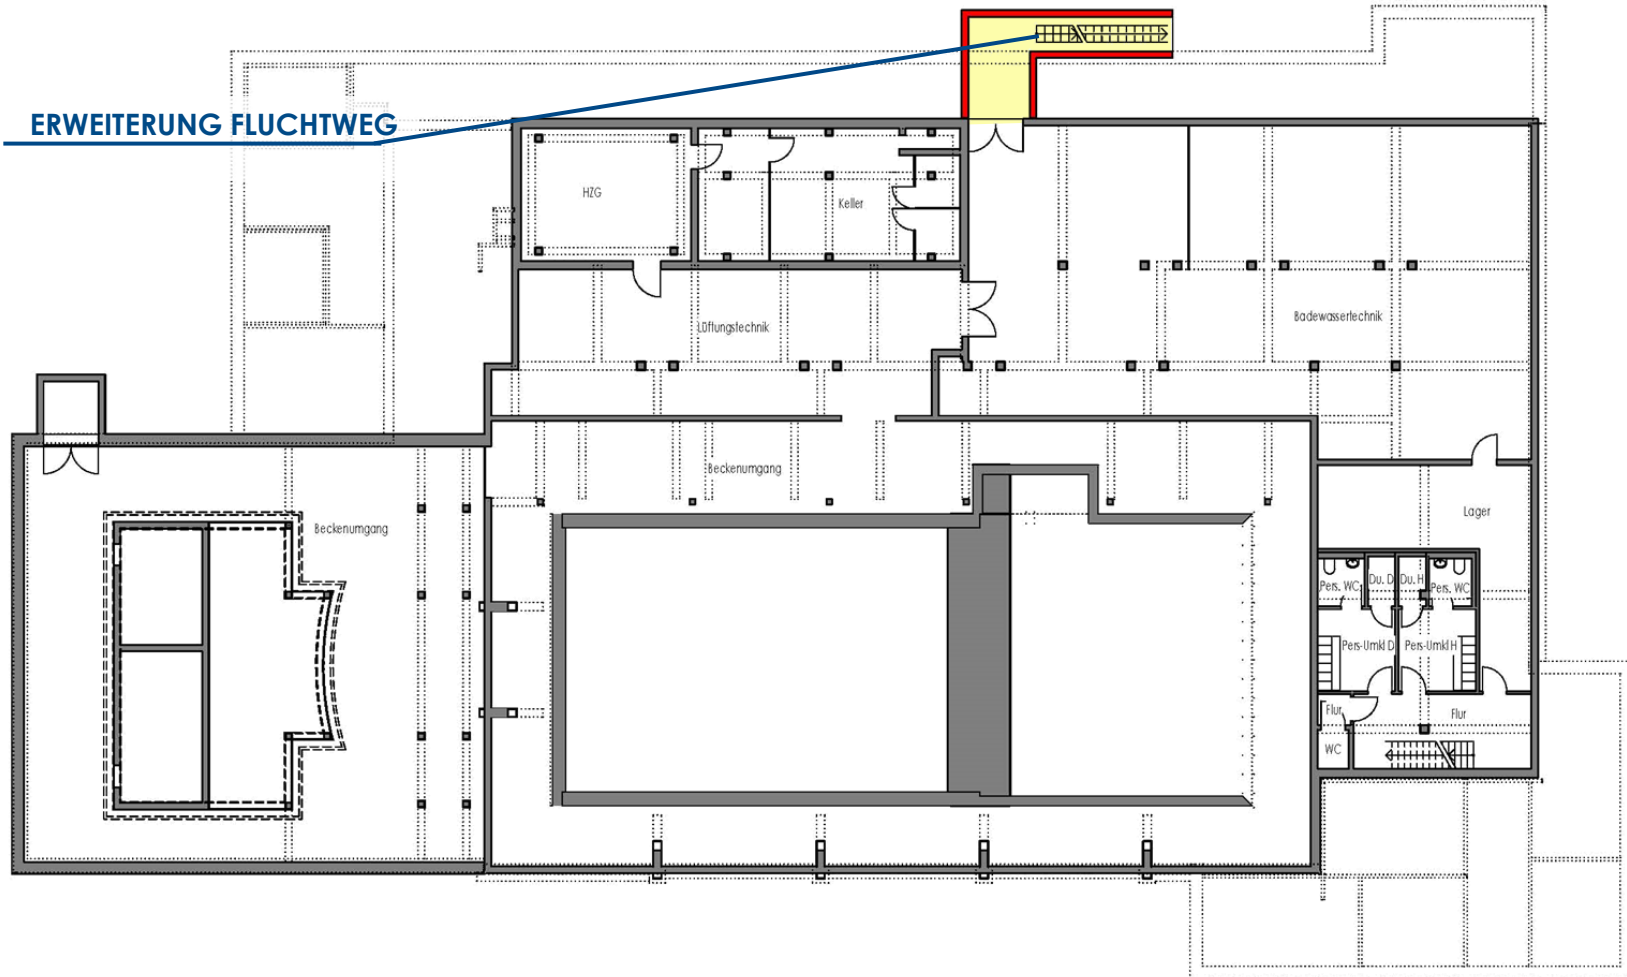 ERWEITERUNG FLUCHTWEG
HZG
Keller
Lüftungstechnik
Badewassertechnik
Beckenumgang
Beckenumgang
Lager
Pers. WC
Du. D
Du. H
Pers. WC
Pers-Umkl D
Pers-Umkl H
Flur
Flur
WC